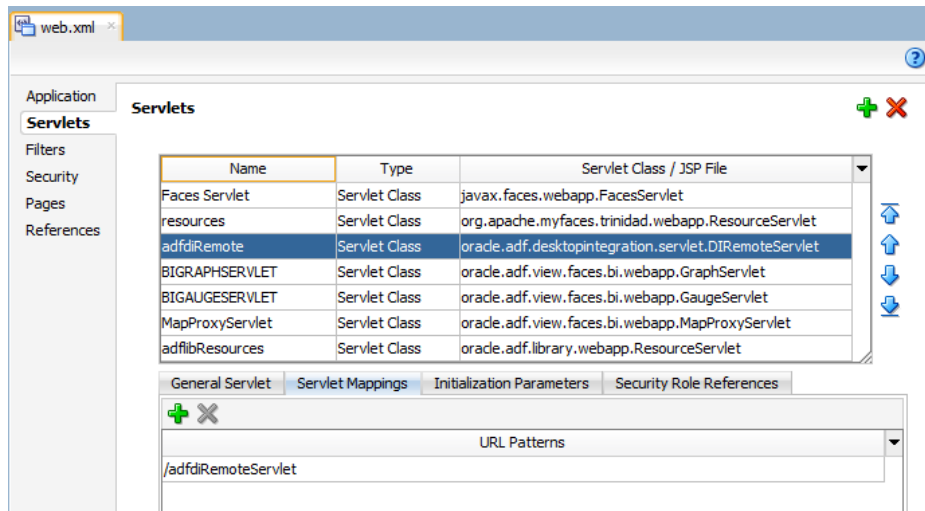 web.xml
Application
Servlets
Filters
Security
Pages
References
Servlets
Name Type Servlet Class / JSP File
Faces Servlet Servlet Class javax.faces.webapp.FacesServlet
resources Servlet Class org.apache.myfaces.trinidad.webapp.ResourceServlet
adfdiRemote Servlet Class oracle.adf.desktopintegration.servlet.DIRemoteServlet
BIGRAPHSERVLET Servlet Class oracle.adf.view.faces.bi.webapp.GraphServlet
BIGAUGESERVLET Servlet Class oracle.adf.view.faces.bi.webapp.GaugeServlet
MapProxyServlet Servlet Class oracle.adf.view.faces.bi.webapp.MapProxyServlet
adflibResources Servlet Class oracle.adf.library.webapp.ResourceServlet
General Servlet Servlet Mappings Initialization Parameters Security Role References
URL Patterns
/adfdiRemoteServlet